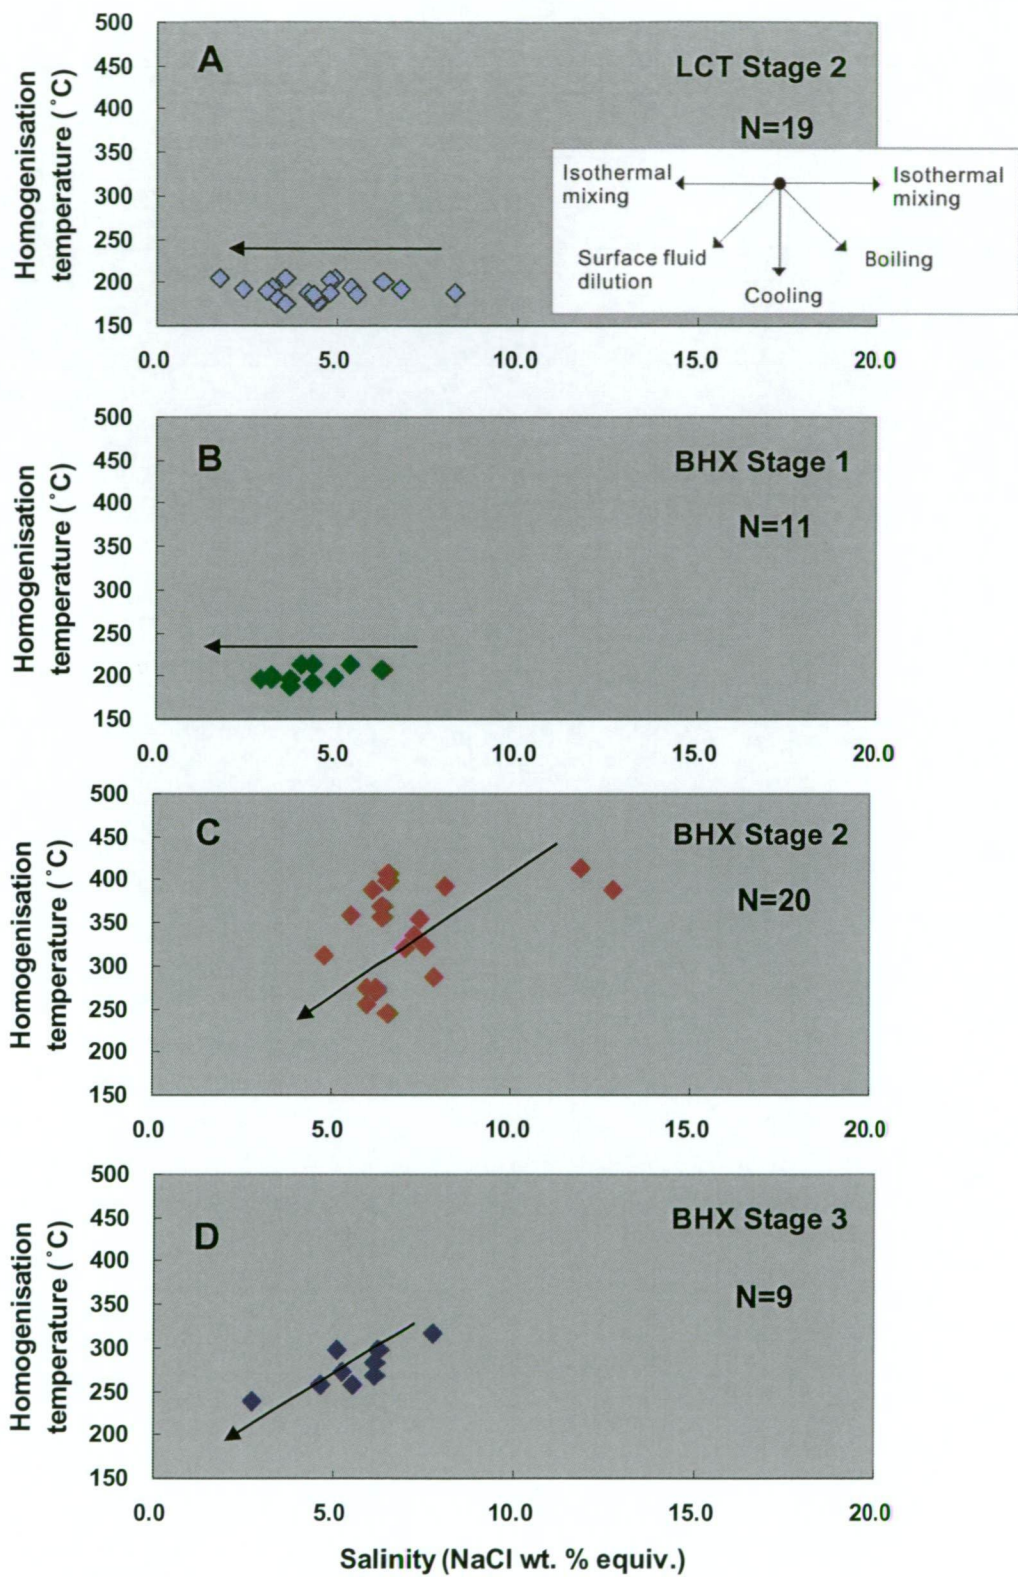 A
LCT Stage 2
N=19
Homogenisation
temperature (˚C)
500
450
400
350
300
250
200
150
0.0 5.0 10.0 15.0 20.0
Isothermal
mixing
Isothermal
mixing
Surface fluid
dilution
Boiling
Cooling
B
BHX Stage 1
N=11
Homogenisation
temperature (˚C)
500
450
400
350
300
250
200
150
0.0 5.0 10.0 15.0 20.0
C
BHX Stage 2
N=20
Homogenisation
temperature (˚C)
500
450
400
350
300
250
200
150
0.0 5.0 10.0 15.0 20.0
D
BHX Stage 3
N=9
Homogenisation
temperature (˚C)
500
450
400
350
300
250
200
150
0.0 5.0 10.0 15.0 20.0
Salinity (NaCl wt. % equiv.)